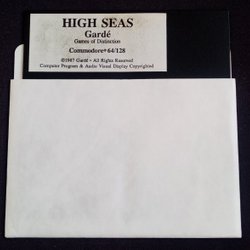 HIGH SEAS
Gardé
Games of Distinction
Commodore® 64/128
©1987 Gardé - All Rights Reserved
Computer Program & Audio Visual Display Copyrighted